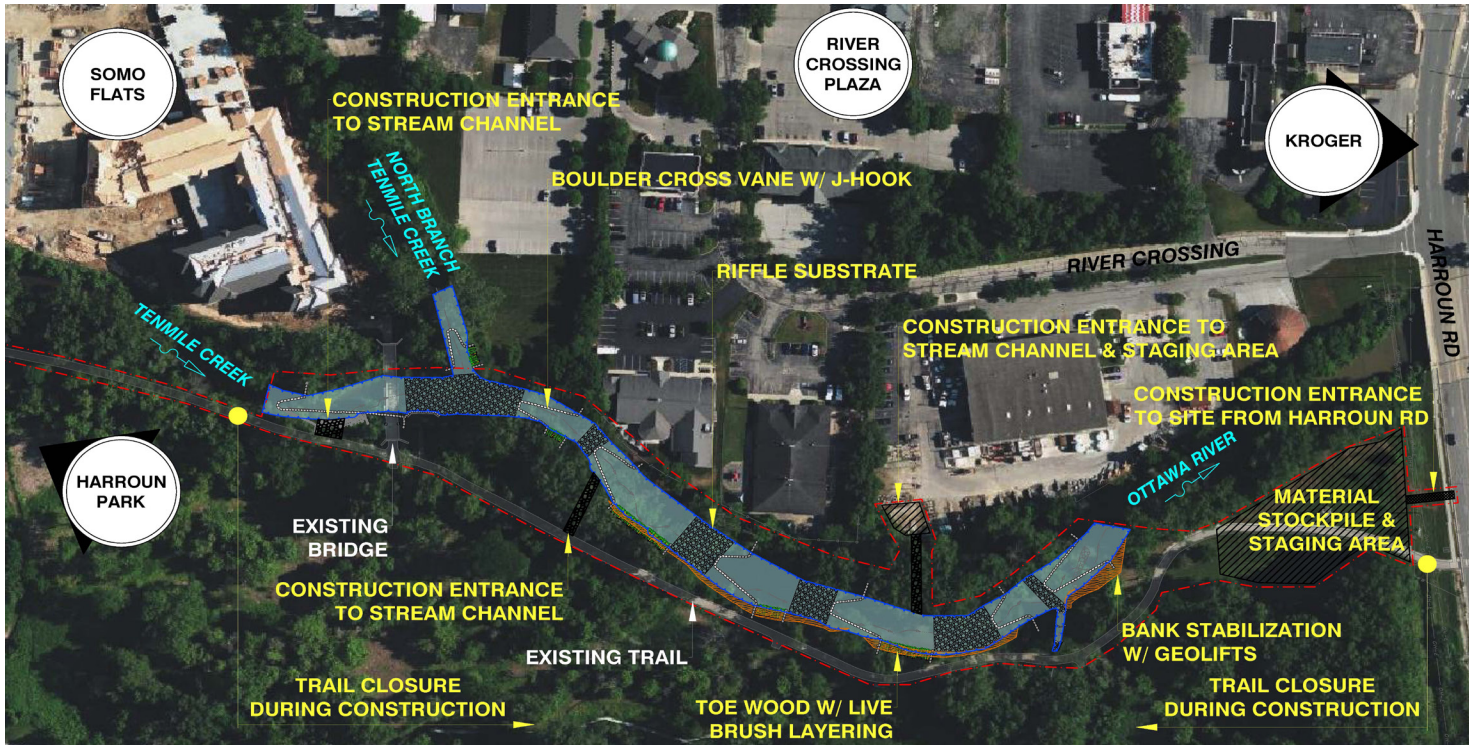 SOMO
FLATS
RIVER
CROSSING
PLAZA
KROGER
CONSTRUCTION ENTRANCE
TO STREAM CHANNEL
NORTH BRANCH
TENMILE CREEK
BOULDER CROSS VANE W/ J-HOOK
RIFFLE SUBSTRATE
RIVER CROSSING
HARROUN RD
TENMILE CREEK
CONSTRUCTION ENTRANCE TO
STREAM CHANNEL & STAGING AREA
CONSTRUCTION ENTRANCE
TO SITE FROM HARROUN RD
HARROUN
PARK
OTTAWA RIVER
MATERIAL
STOCKPILE &
STAGING AREA
EXISTING
BRIDGE
CONSTRUCTION ENTRANCE
TO STREAM CHANNEL
EXISTING TRAIL
BANK STABILIZATION
W/ GEOLIFTS
TRAIL CLOSURE
DURING CONSTRUCTION
TOE WOOD W/ LIVE
BRUSH LAYERING
TRAIL CLOSURE
DURING CONSTRUCTION